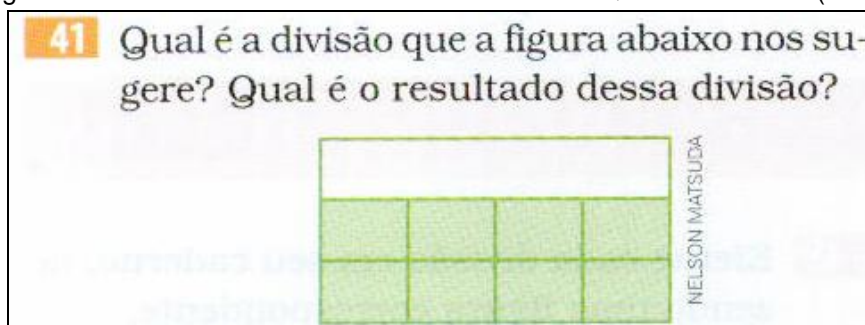 41 Qual é a divisão que a figura abaixo nos su-
gere? Qual é o resultado dessa divisão?
NELSON MATSUDA